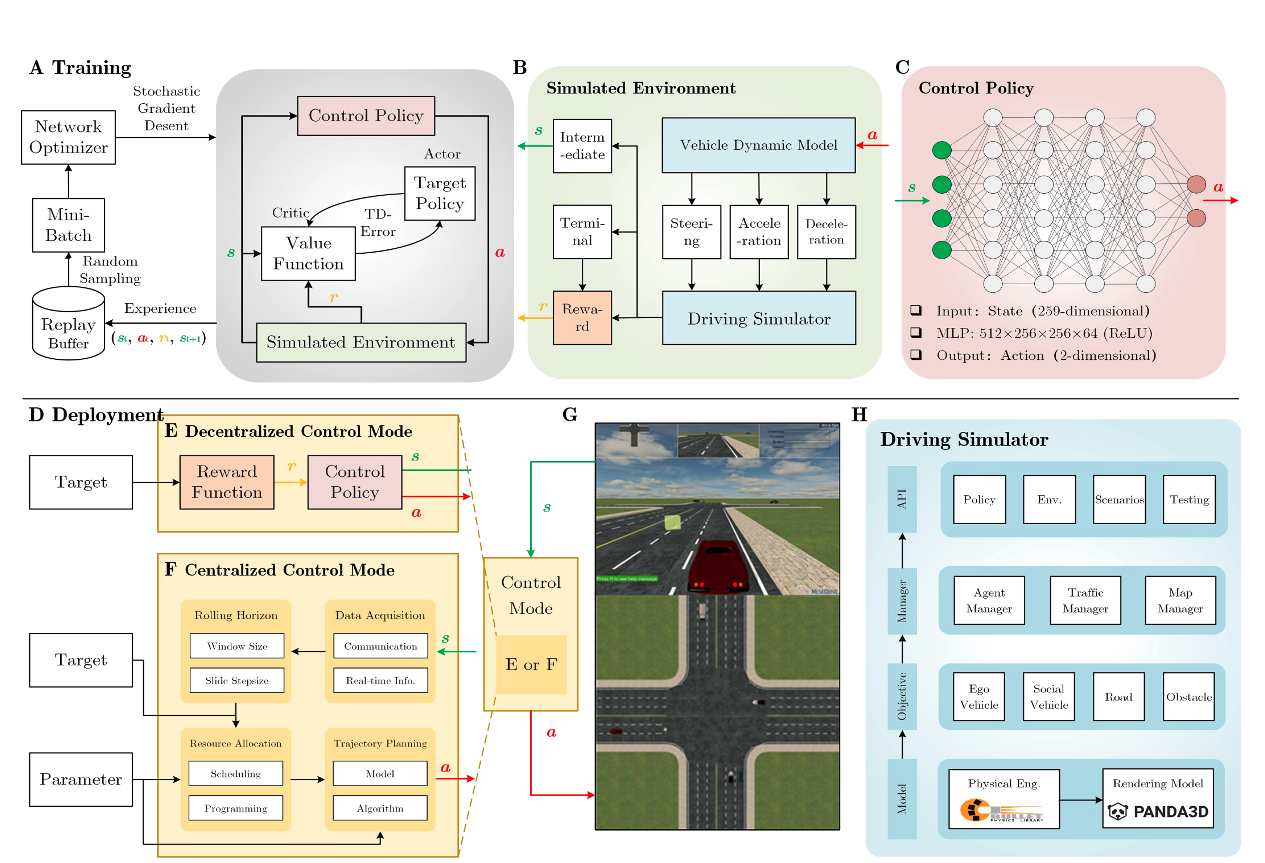 A Training
Stochastic
Gradient
Desent
Network
Optimizer
Mini-
Batch
Random
Sampling
Replay
Buffer
Experience
(sₜ, aₜ, rₜ, sₜ₊₁)
Control Policy
Actor
Target
Policy
Critic
TD-
Error
Value
Function
s
a
r
Simulated Environment
B
Simulated Environment
s
Interm
-ediate
Vehicle Dynamic Model
a
Termi-
nal
Steeri-
ng
Accele
-ration
Decele-
ration
r
Rewa-
rd
Driving Simulator
C
Control Policy
s
a
❑ Input: State (259-dimensional)
❑ MLP: 512×256×256×64 (ReLU)
❑ Output: Action (2-dimensional)
D Deployment
E Decentralized Control Mode
Target
Reward
Function
r
Control
Policy
s
a
F Centralized Control Mode
Rolling Horizon
Window Size
Slide Stepsize
Data Acquisition
Communication
Real-time Info.
s
Target
Resource Allocation
Scheduling
Programming
Trajectory Planning
Model
Algorithm
a
Parameter
Control
Mode
E or F
s
a
G
Press H to see help message
H
Driving Simulator
API
Policy
Env.
Scenarios
Testing
Manager
Agent
Manager
Traffic
Manager
Map
Manager
Objective
Ego
Vehicle
Social
Vehicle
Road
Obstacle
Model
Physical Eng.
BULLET
PHYSICS LIBRARY
Rendering Model
PANDA3D